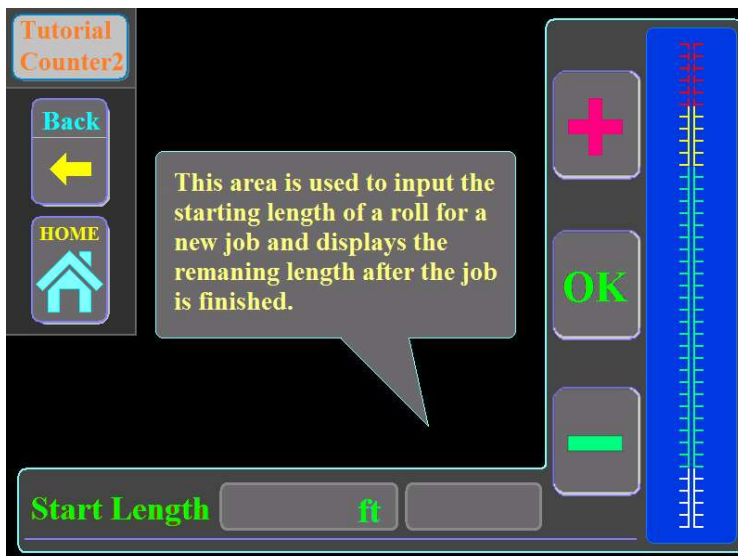 Tutorial
Counter2
Back
HOME
This area is used to input the
starting length of a roll for a
new job and displays the
remaning length after the job
is finished.
OK
Start Length ft